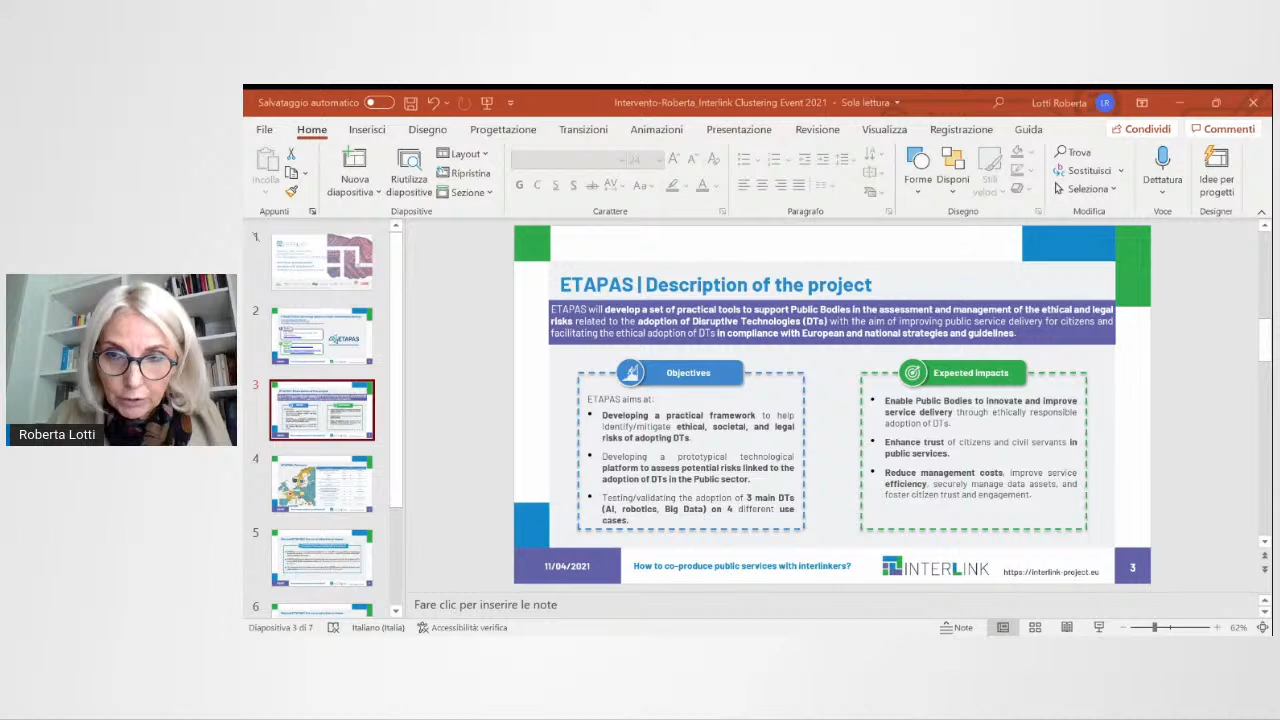 Salvataggio automatico
Intervento-Roberta_Interlink Clustering Event 2021 - Sola lettura
Lotti Roberta
LR
File
Home
Inserisci
Disegno
Progettazione
Transizioni
Animazioni
Presentazione
Revisione
Visualizza
Registrazione
Guida
Condividi
Commenti
Incolla
Nuova diapositiva
Riutilizza diapositive
Layout
Ripristina
Sezione
G C S S ab AV Aa A
Forme
Disponi
Stili veloci
Trova
Sostituisci
Seleziona
Dettatura
Idee per progetti
Appunti
Diapositive
Carattere
Paragrafo
Disegno
Modifica
Voce
Designer
1
2
3
4
5
6
ETAPAS | Description of the project
ETAPAS will develop a set of practical tools to support Public Bodies in the assessment and management of the ethical and legal
risks related to the adoption of Disruptive Technologies (DTs) with the aim of improving public service delivery for citizens and
facilitating the ethical adoption of DTs in compliance with European and national strategies and guidelines.
Objectives
ETAPAS aims at:
• Developing a practical framework to help
identify/mitigate ethical, societal, and legal
risks of adopting DTs.
• Developing a prototypical technological
platform to assess potential risks linked to the
adoption of DTs in the Public sector.
• Testing/validating the adoption of 3 main DTs
(AI, robotics, Big Data) on 4 different use
cases.
Expected Impacts
• Enable Public Bodies to innovate and improve
service delivery through ethically responsible
adoption of DTs.
• Enhance trust of citizens and civil servants in
public services.
• Reduce management costs, improve service
efficiency, securely manage data assets, and
foster citizen trust and engagement.
11/04/2021
How to co-produce public services with interlinkers?
INTERLINK
https://interlink-project.eu
3
Roberta Lotti
Fare clic per inserire le note
Diapositiva 3 di 7
Italiano (Italia)
Accessibilità: verifica
Note
62%